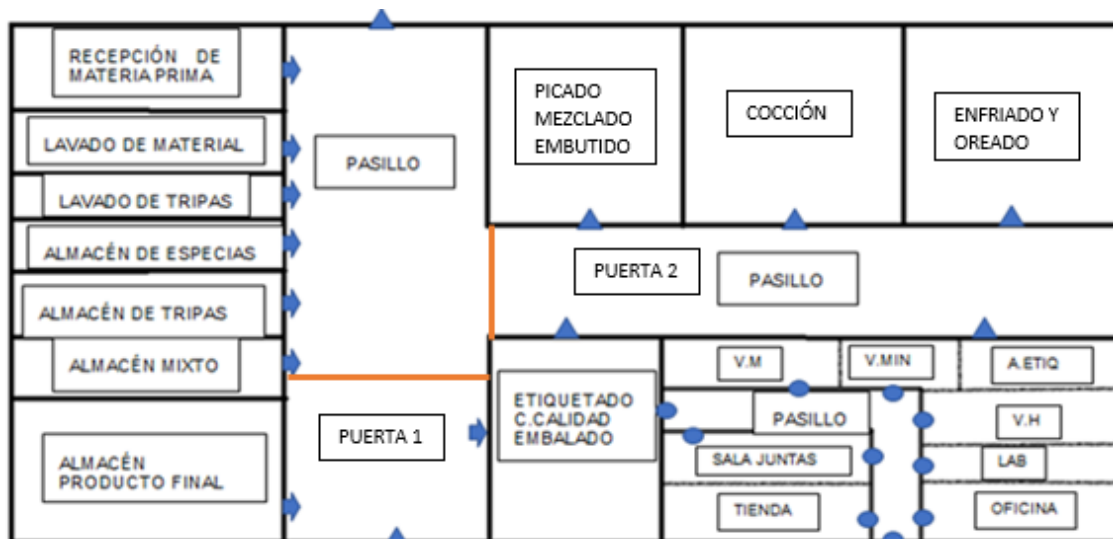 RECEPCIÓN DE
MATERIA PRIMA
LAVADO DE MATERIAL
LAVADO DE TRIPAS
ALMACÉN DE ESPECIAS
ALMACÉN DE TRIPAS
ALMACÉN MIXTO
ALMACÉN
PRODUCTO FINAL
PASILLO
PUERTA 1
PICADO
MEZCLADO
EMBUTIDO
COCCIÓN
ENFRIADO Y
OREADO
PUERTA 2
PASILLO
ETIQUETADO
C.CALIDAD
EMBALADO
V.M
V.MIN
A.ETIQ
PASILLO
V.H
SALA JUNTAS
LAB
TIENDA
OFICINA